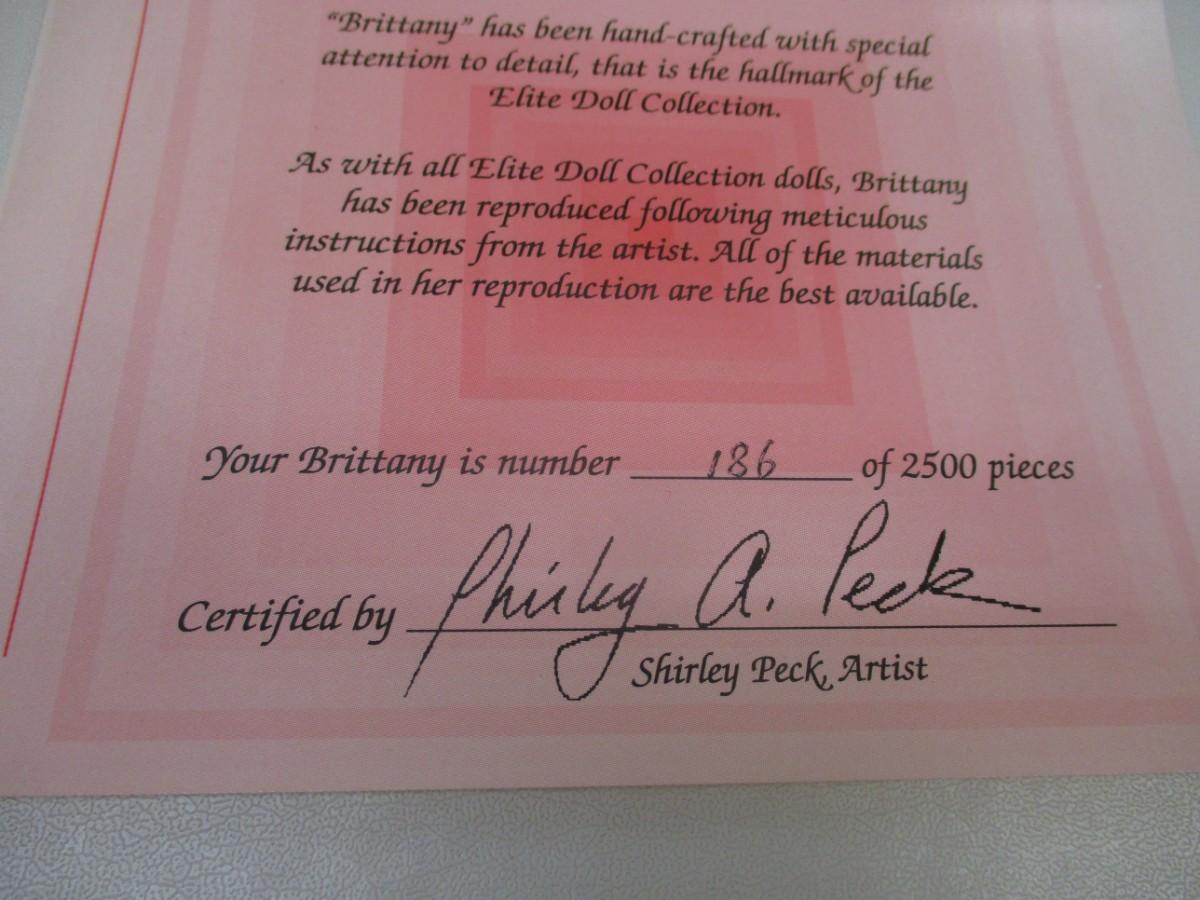 "Brittany" has been hand-crafted with special
attention to detail, that is the hallmark of the
Elite Doll Collection.
As with all Elite Doll Collection dolls, Brittany
has been reproduced following meticulous
instructions from the artist. All of the materials
used in her reproduction are the best available.
Your Brittany is number 186 of 2500 pieces
Certified by Shirley A. Peck
Shirley Peck, Artist